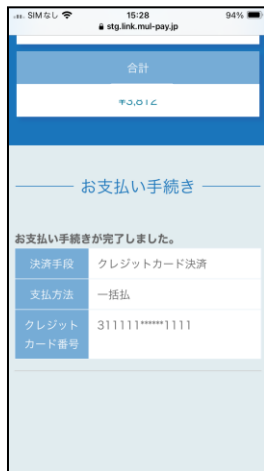 SIMなし 15:28 94%
stg.link.mul-pay.jp
合計
¥3,812
お支払い手続き
お支払い手続きが完了しました。
決済手段 クレジットカード決済
支払方法 一括払
クレジット
カード番号
311111*****1111